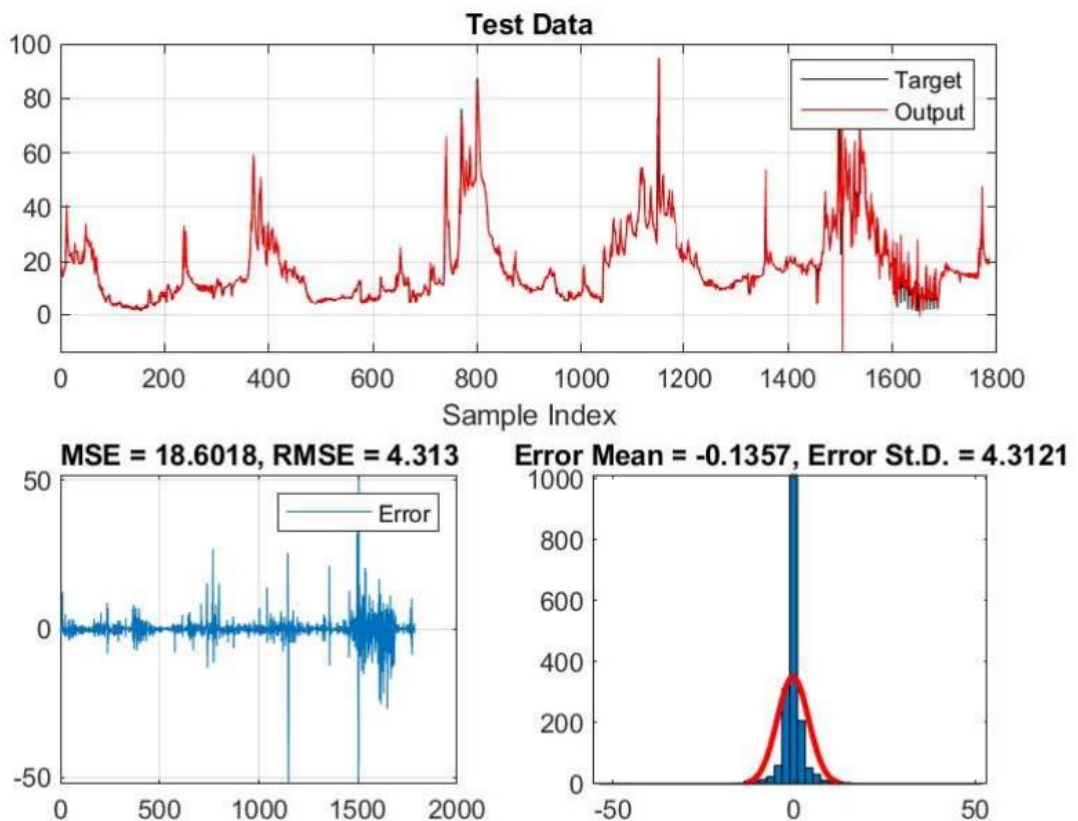 Test Data
100
80
60
40
20
0
Target
Output
0 200 400 600 800 1000 1200 1400 1600 1800
Sample Index
MSE = 18.6018, RMSE = 4.313
50
0
-50
Error
0 500 1000 1500 2000
Error Mean = -0.1357, Error St.D. = 4.3121
1000
800
600
400
200
0
-50 0 50